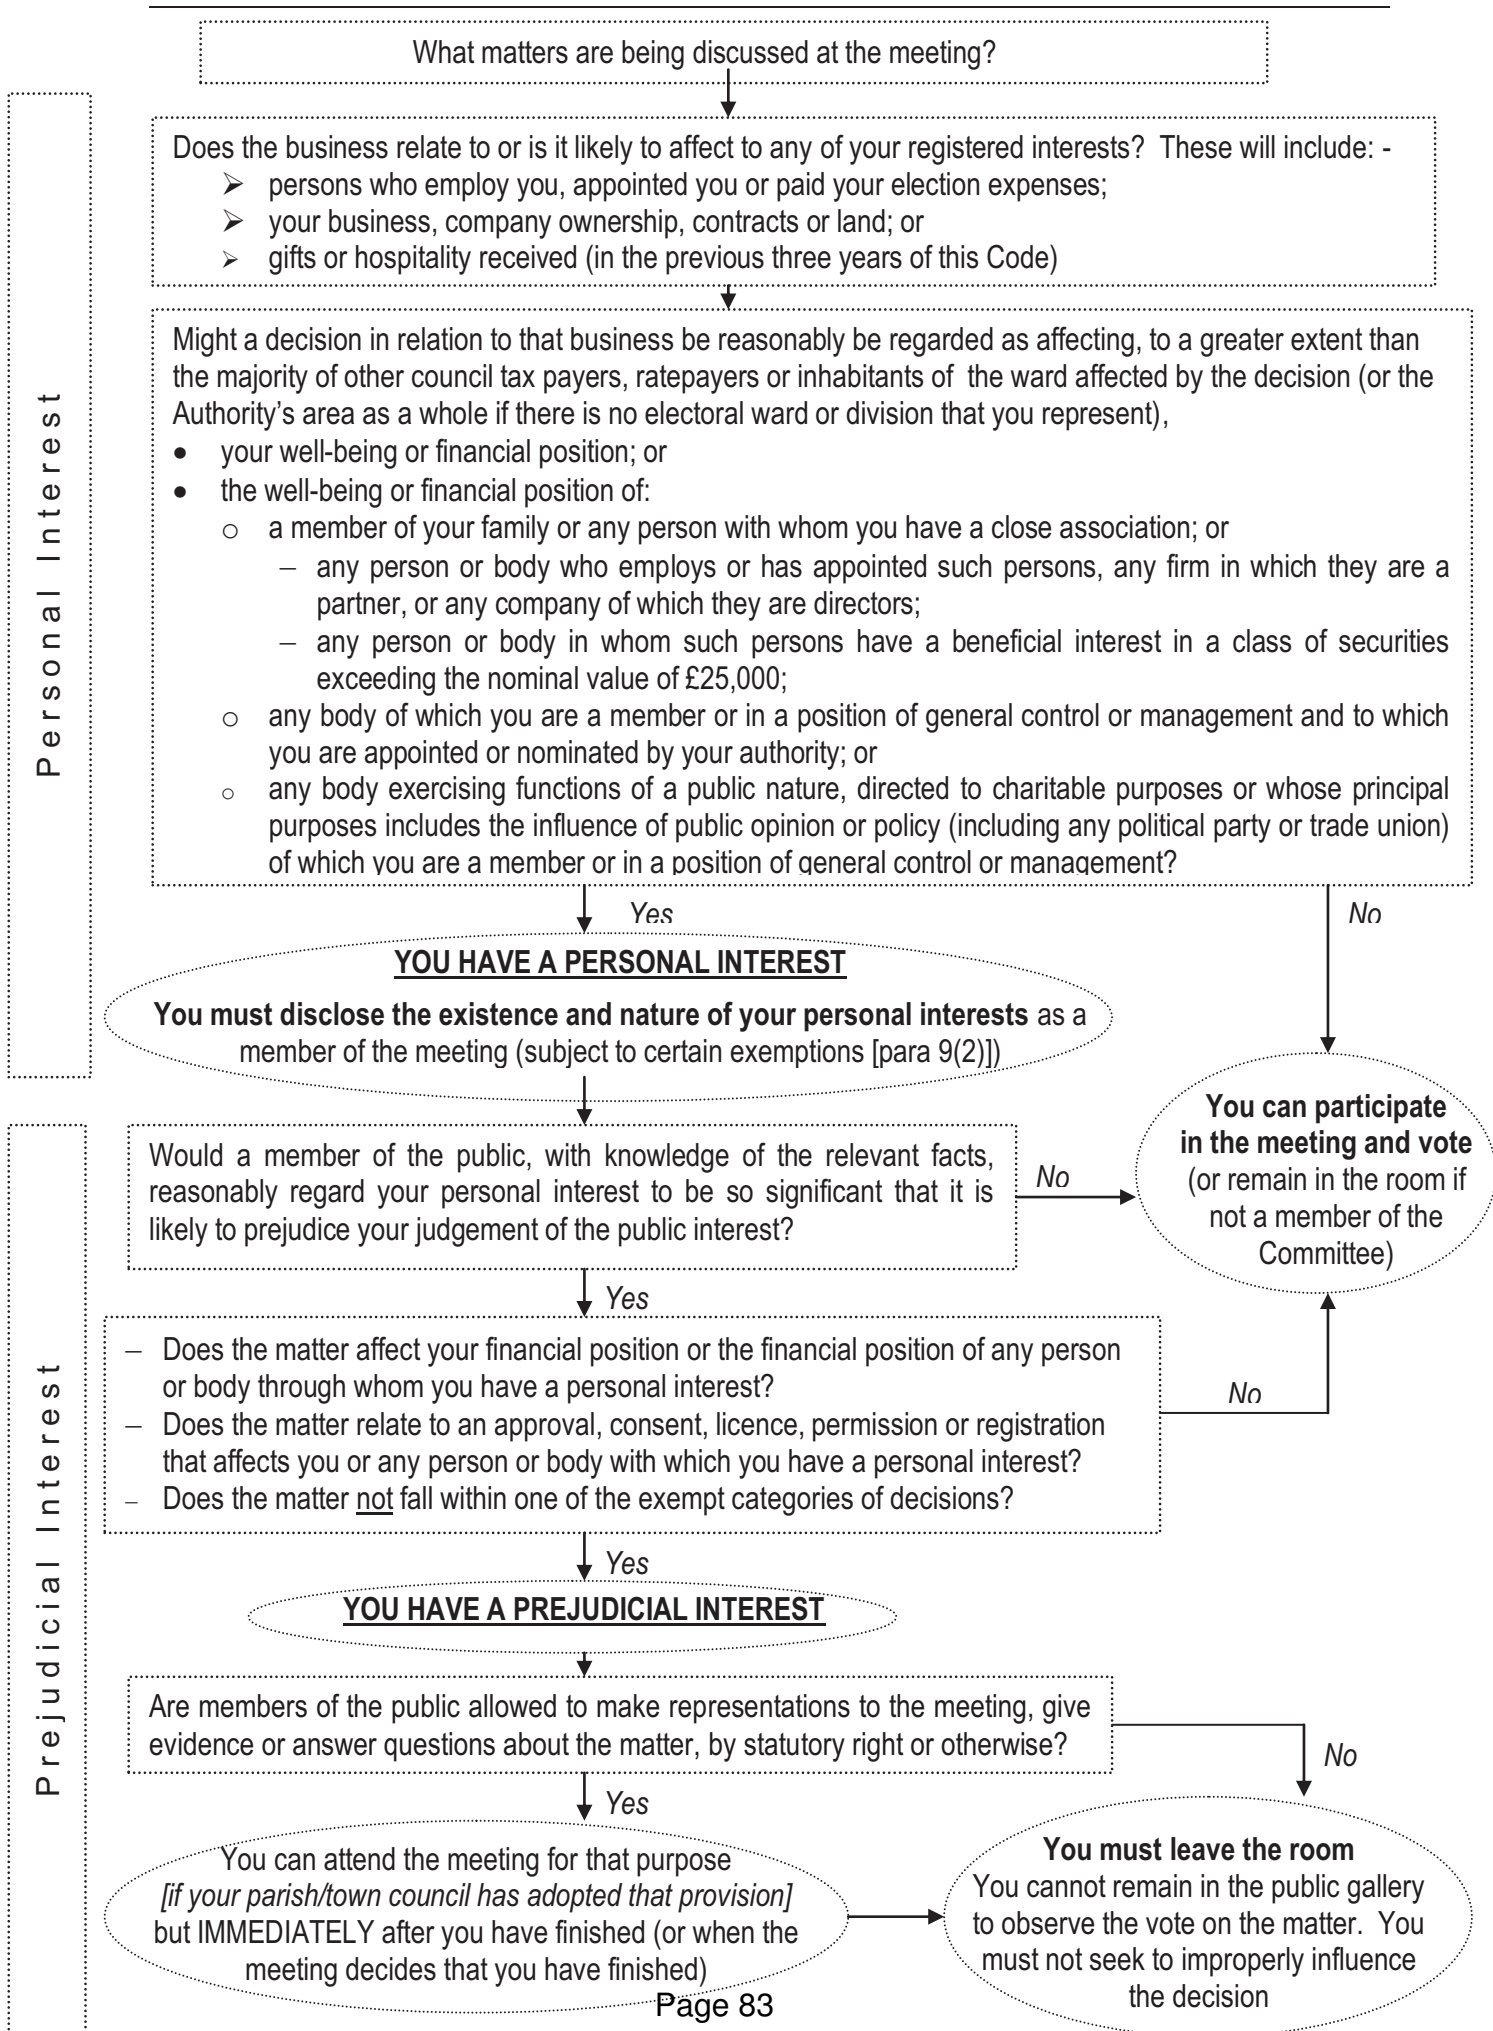 What matters are being discussed at the meeting?
Personal Interest
Does the business relate to or is it likely to affect to any of your registered interests? These will include: -
➢ persons who employ you, appointed you or paid your election expenses;
➢ your business, company ownership, contracts or land; or
➢ gifts or hospitality received (in the previous three years of this Code)
Might a decision in relation to that business be reasonably be regarded as affecting, to a greater extent than
the majority of other council tax payers, ratepayers or inhabitants of the ward affected by the decision (or the
Authority's area as a whole if there is no electoral ward or division that you represent),
• your well-being or financial position; or
• the well-being or financial position of:
○ a member of your family or any person with whom you have a close association; or
– any person or body who employs or has appointed such persons, any firm in which they are a
partner, or any company of which they are directors;
– any person or body in whom such persons have a beneficial interest in a class of securities
exceeding the nominal value of £25,000;
○ any body of which you are a member or in a position of general control or management and to which
you are appointed or nominated by your authority; or
○ any body exercising functions of a public nature, directed to charitable purposes or whose principal
purposes includes the influence of public opinion or policy (including any political party or trade union)
of which you are a member or in a position of general control or management?
Yes
No
YOU HAVE A PERSONAL INTEREST
You must disclose the existence and nature of your personal interests as a
member of the meeting (subject to certain exemptions [para 9(2)])
You can participate
in the meeting and vote
(or remain in the room if
not a member of the
Committee)
Prejudicial Interest
Would a member of the public, with knowledge of the relevant facts,
reasonably regard your personal interest to be so significant that it is
likely to prejudice your judgement of the public interest?
No
Yes
– Does the matter affect your financial position or the financial position of any person
or body through whom you have a personal interest?
– Does the matter relate to an approval, consent, licence, permission or registration
that affects you or any person or body with which you have a personal interest?
– Does the matter not fall within one of the exempt categories of decisions?
No
Yes
YOU HAVE A PREJUDICIAL INTEREST
Are members of the public allowed to make representations to the meeting, give
evidence or answer questions about the matter, by statutory right or otherwise?
No
Yes
You can attend the meeting for that purpose
[if your parish/town council has adopted that provision]
but IMMEDIATELY after you have finished (or when the
meeting decides that you have finished)
You must leave the room
You cannot remain in the public gallery
to observe the vote on the matter. You
must not seek to improperly influence
the decision
Page 83